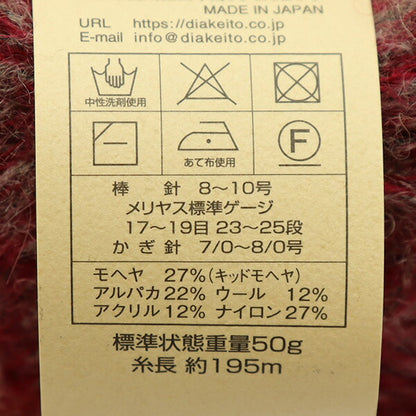 MADE IN JAPAN
URL https://diakeito.co.jp
E-mail info@diakeito.co.jp
中性洗剤使用
あて布使用
F
棒 針 8～10号
メリヤス標準ゲージ
17～19目 23～25段
かぎ針 7/0～8/0号
モヘヤ 27%(キッドモヘヤ)
アルパカ 22% ウール 12%
アクリル 12% ナイロン 27%
標準状態重量50g
糸長 約195m